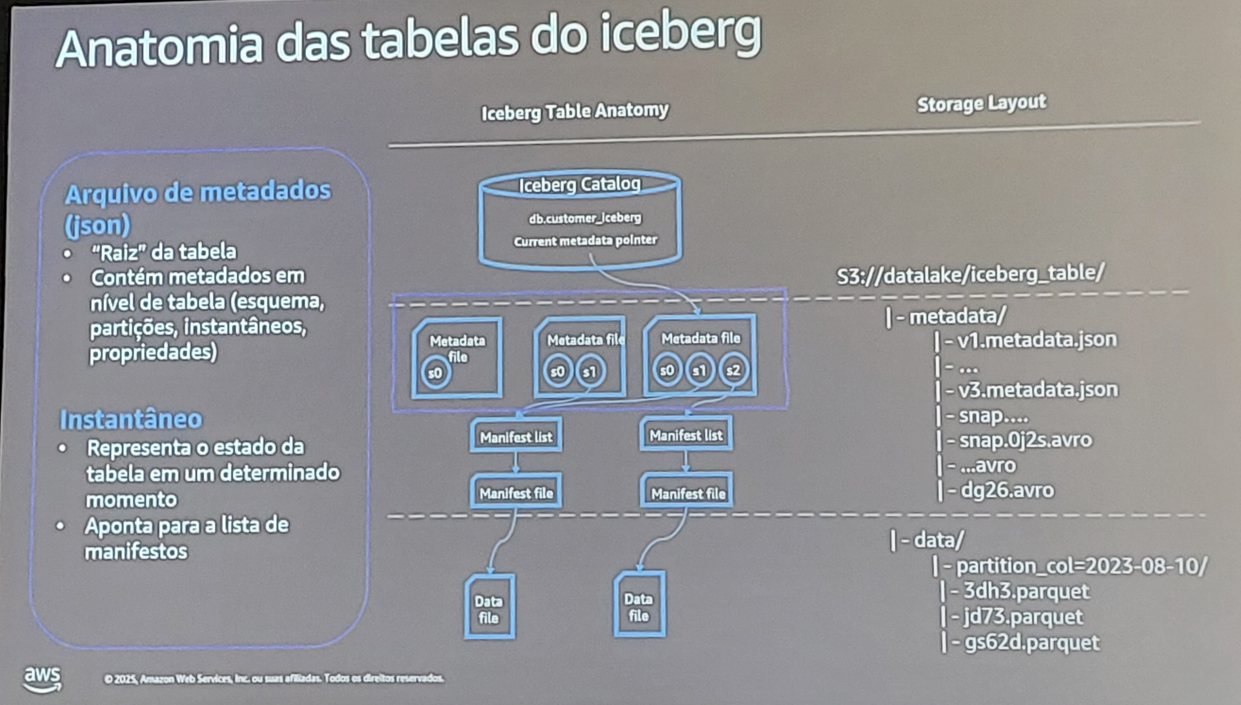 Anatomia das tabelas do iceberg
Iceberg Table Anatomy
Storage Layout
Arquivo de metadados
(json)
• "Raiz" da tabela
• Contém metadados em
nível de tabela (esquema,
partições, instantâneos,
propriedades)
Instantâneo
• Representa o estado da
tabela em um determinado
momento
• Aponta para a lista de
manifestos
Iceberg Catalog
db.customer_Iceberg
Current metadata pointer
Metadata
file
s0
Metadata file
s0 s1
Metadata file
s0 s1 s2
Manifest list
Manifest list
Manifest file
Manifest file
Data
file
Data
file
S3://datalake/iceberg_table/
|- metadata/
|- v1.metadata.json
|- ...
|- v3.metadata.json
|- snap....
|- snap.0j2s.avro
|- ...avro
|- dg26.avro
|- data/
|- partition_col=2023-08-10/
|- 3dh3.parquet
|- jd73.parquet
|- gs62d.parquet
aws
© 2025, Amazon Web Services, Inc. ou suas afiliadas. Todos os direitos reservados.